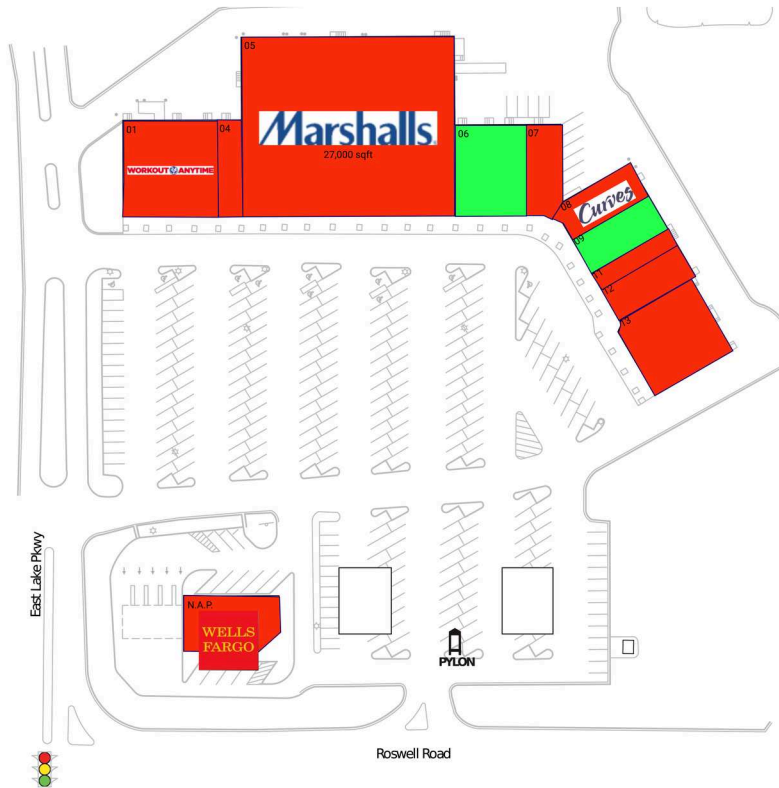 05
Marshalls.
27,000 sqft
01
04
WORKOUT ANYTIME
06
07
08
Curves
09
11
12
13
East Lake Pkwy
N.A.P.
WELLS
FARGO
PYLON
Roswell Road